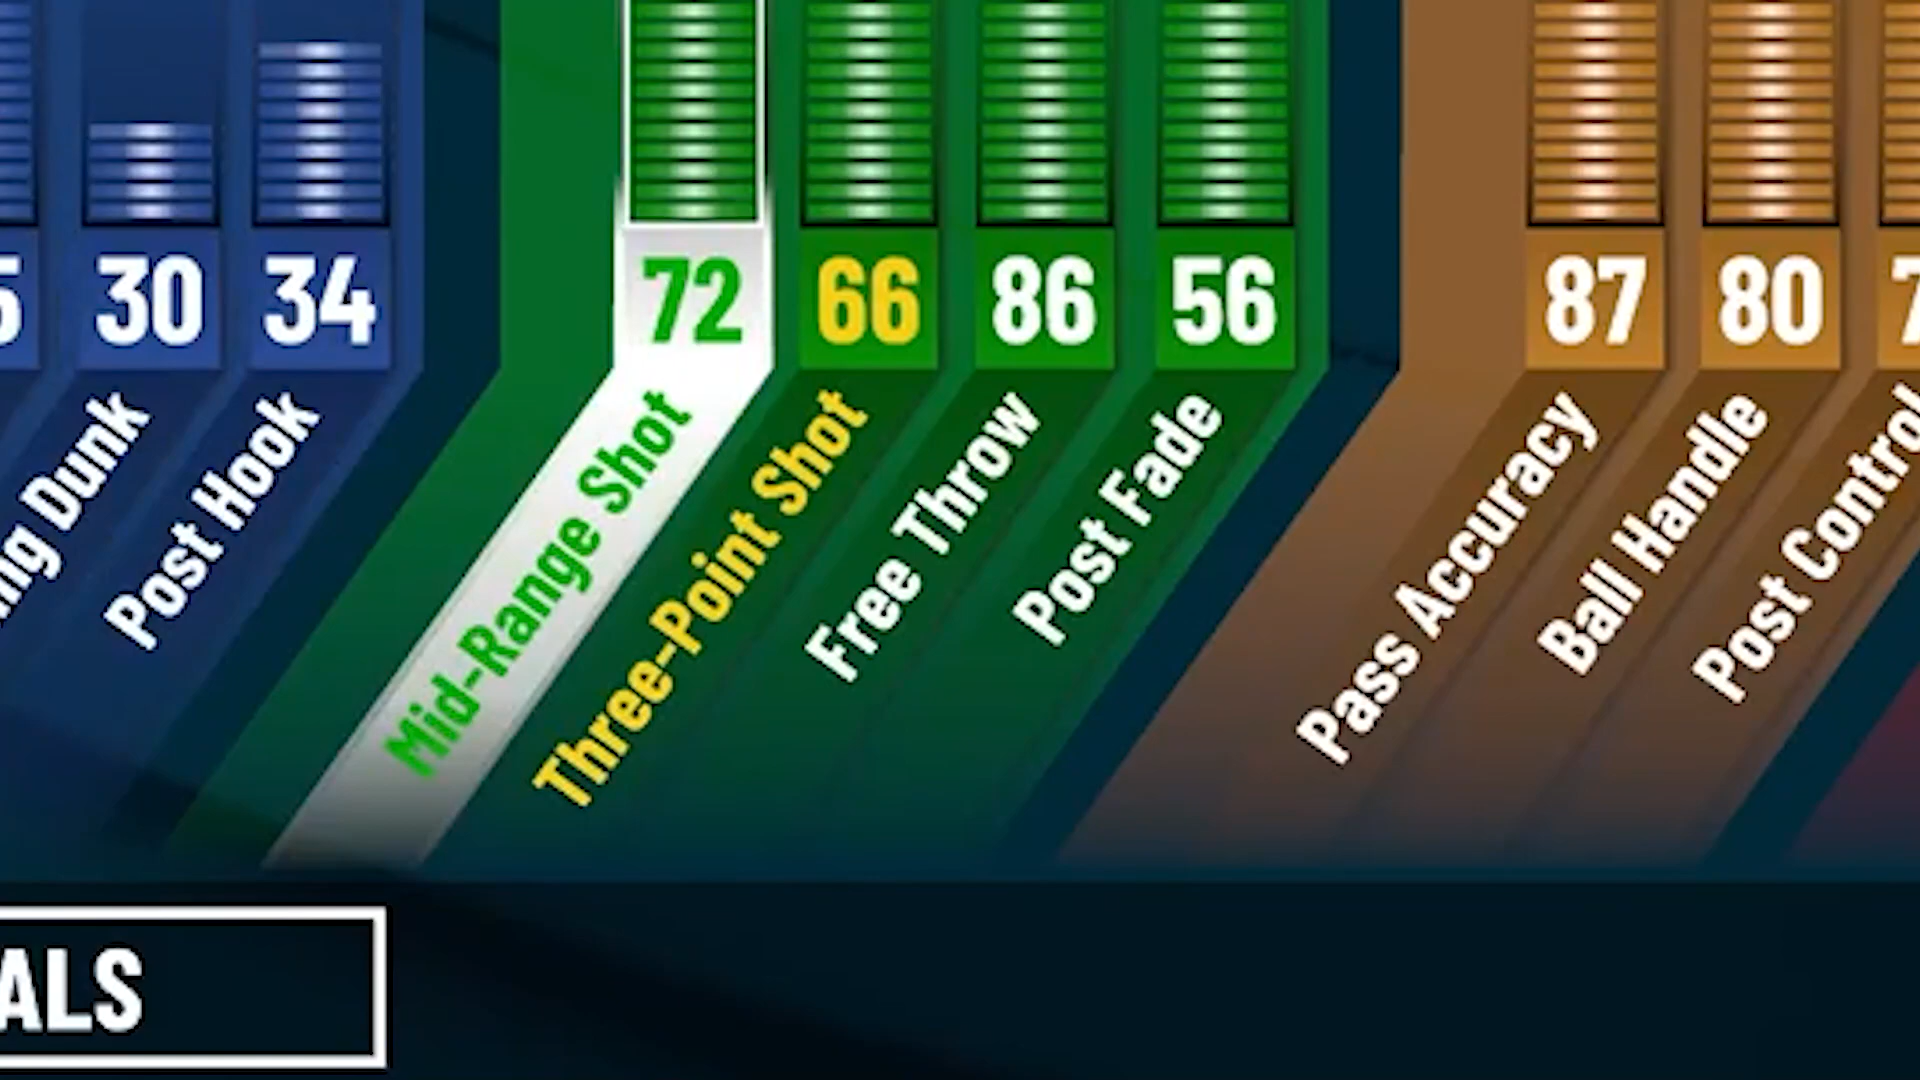 30 34 72 66 86 56 87 80
Dunk
Post Hook
Mid-Range Shot
Three-Point Shot
Free Throw
Post Fade
Pass Accuracy
Ball Handle
Post Control